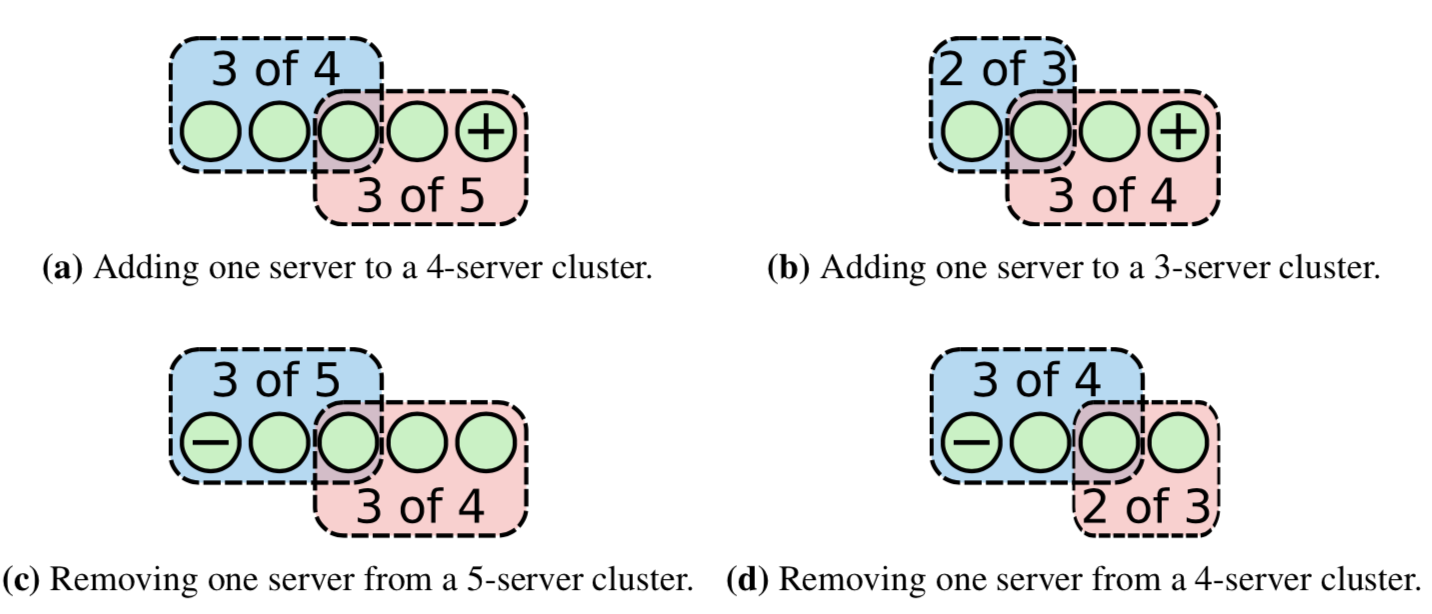 3 of 4
+
3 of 5
(a) Adding one server to a 4-server cluster.
2 of 3
+
3 of 4
(b) Adding one server to a 3-server cluster.
3 of 5
−
3 of 4
(c) Removing one server from a 5-server cluster.
3 of 4
−
2 of 3
(d) Removing one server from a 4-server cluster.